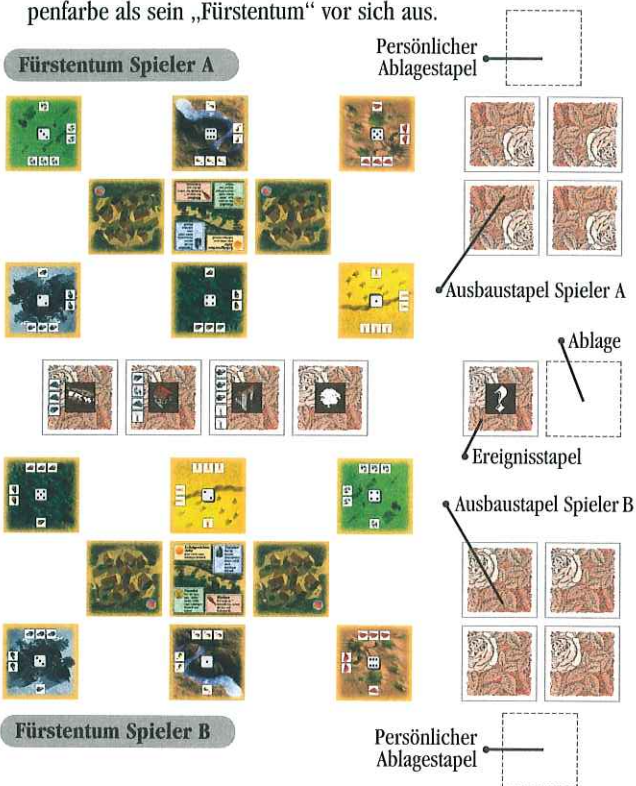 penfarbe als sein „Fürstentum“ vor sich aus.
Persönlicher
Ablagestapel
Fürstentum Spieler A
Ausbaustapel Spieler A
Ablage
Ereignisstapel
Ausbaustapel Spieler B
Fürstentum Spieler B
Persönlicher
Ablagestapel